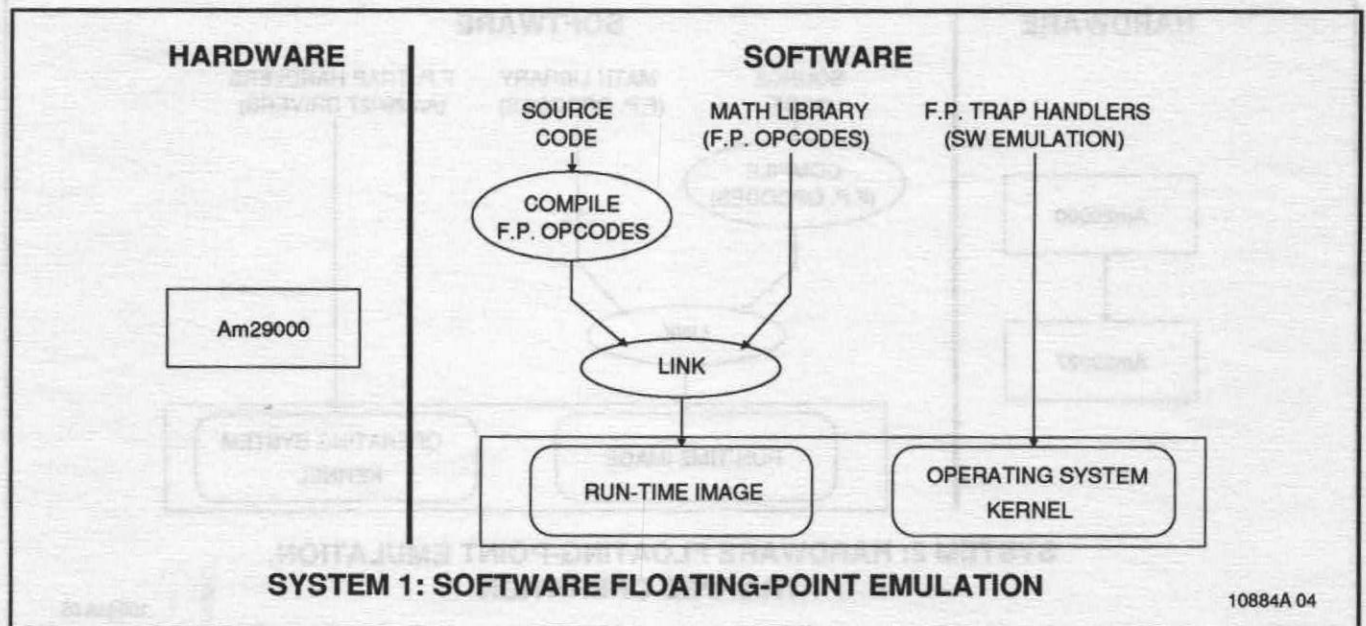 HARDWARE
SOFTWARE
SOURCE
CODE
MATH LIBRARY
(F.P. OPCODES)
F.P. TRAP HANDLERS
(SW EMULATION)
COMPILE
F.P. OPCODES
Am29000
LINK
RUN-TIME IMAGE
OPERATING SYSTEM
KERNEL
SYSTEM 1: SOFTWARE FLOATING-POINT EMULATION
10884A 04